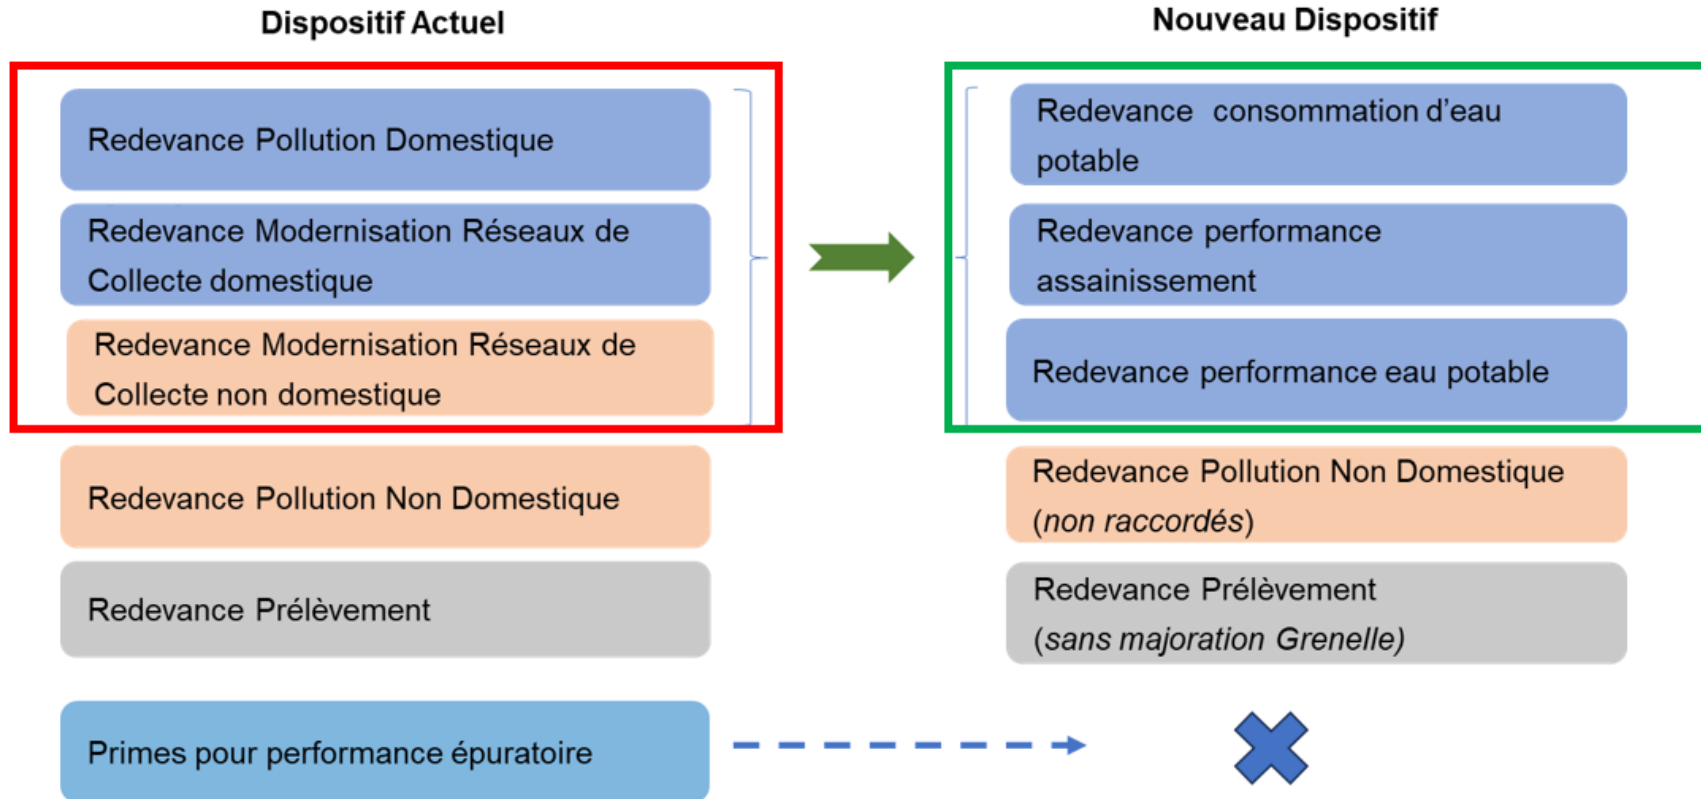 Dispositif Actuel
Redevance Pollution Domestique
Redevance Modernisation Réseaux de
Collecte domestique
Redevance Modernisation Réseaux de
Collecte non domestique
Redevance Pollution Non Domestique
Redevance Prélèvement
Primes pour performance épuratoire
Nouveau Dispositif
Redevance consommation d'eau
potable
Redevance performance
assainissement
Redevance performance eau potable
Redevance Pollution Non Domestique
(non raccordés)
Redevance Prélèvement
(sans majoration Grenelle)